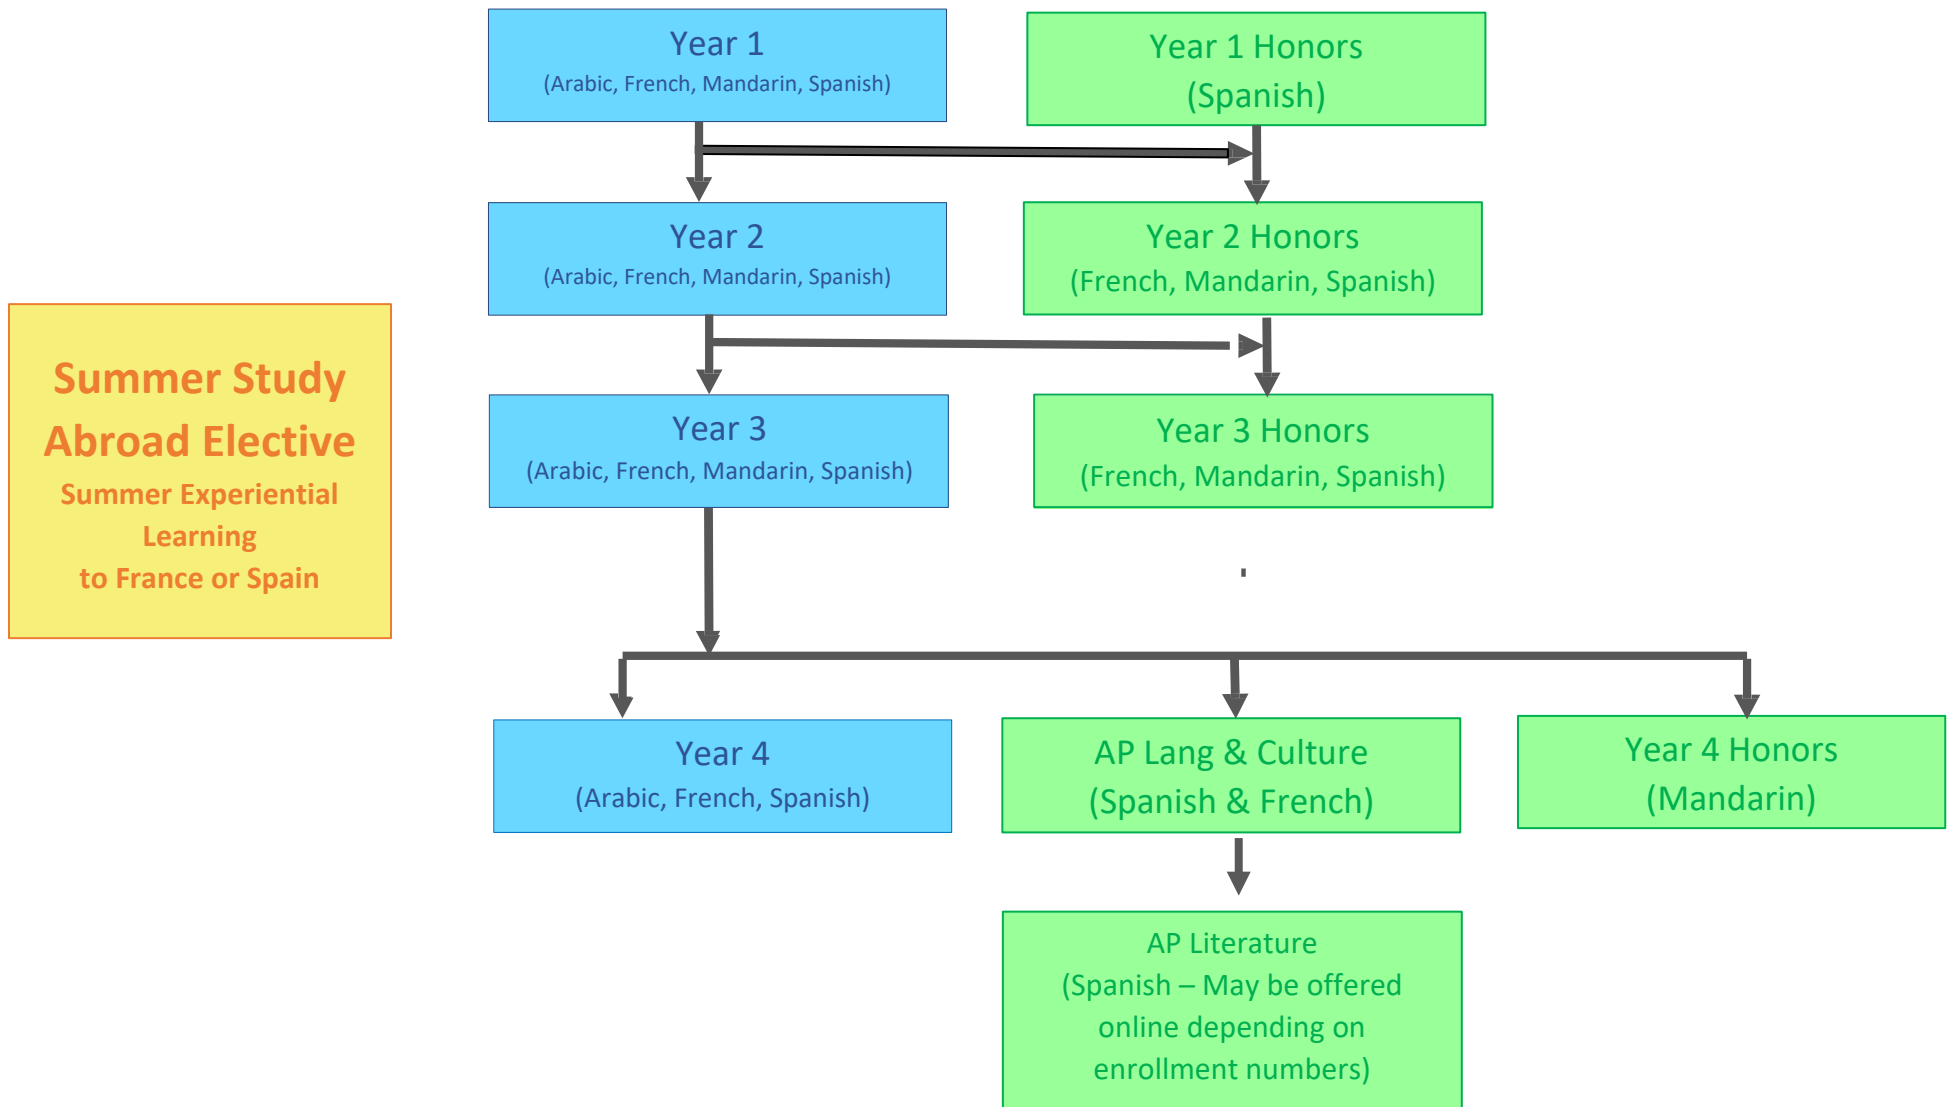 Year 1
(Arabic, French, Mandarin, Spanish)
Year 1 Honors
(Spanish)
Year 2
(Arabic, French, Mandarin, Spanish)
Year 2 Honors
(French, Mandarin, Spanish)
Summer Study
Abroad Elective
Summer Experiential
Learning
to France or Spain
Year 3
(Arabic, French, Mandarin, Spanish)
Year 3 Honors
(French, Mandarin, Spanish)
Year 4
(Arabic, French, Spanish)
AP Lang & Culture
(Spanish & French)
Year 4 Honors
(Mandarin)
AP Literature
(Spanish – May be offered
online depending on
enrollment numbers)